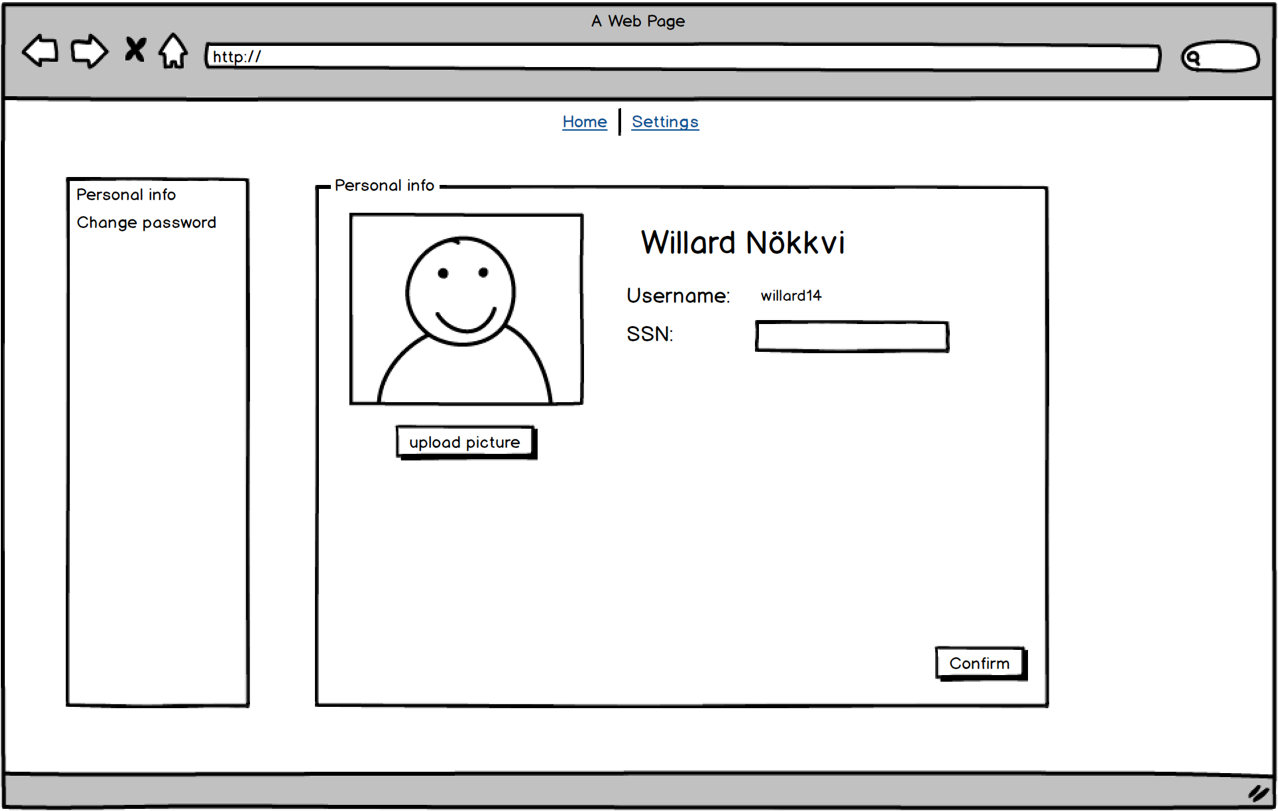 A Web Page
http://
Home | Settings
Personal info
Change password
Personal info
Willard Nökkvi
Username: willard14
SSN:
upload picture
Confirm